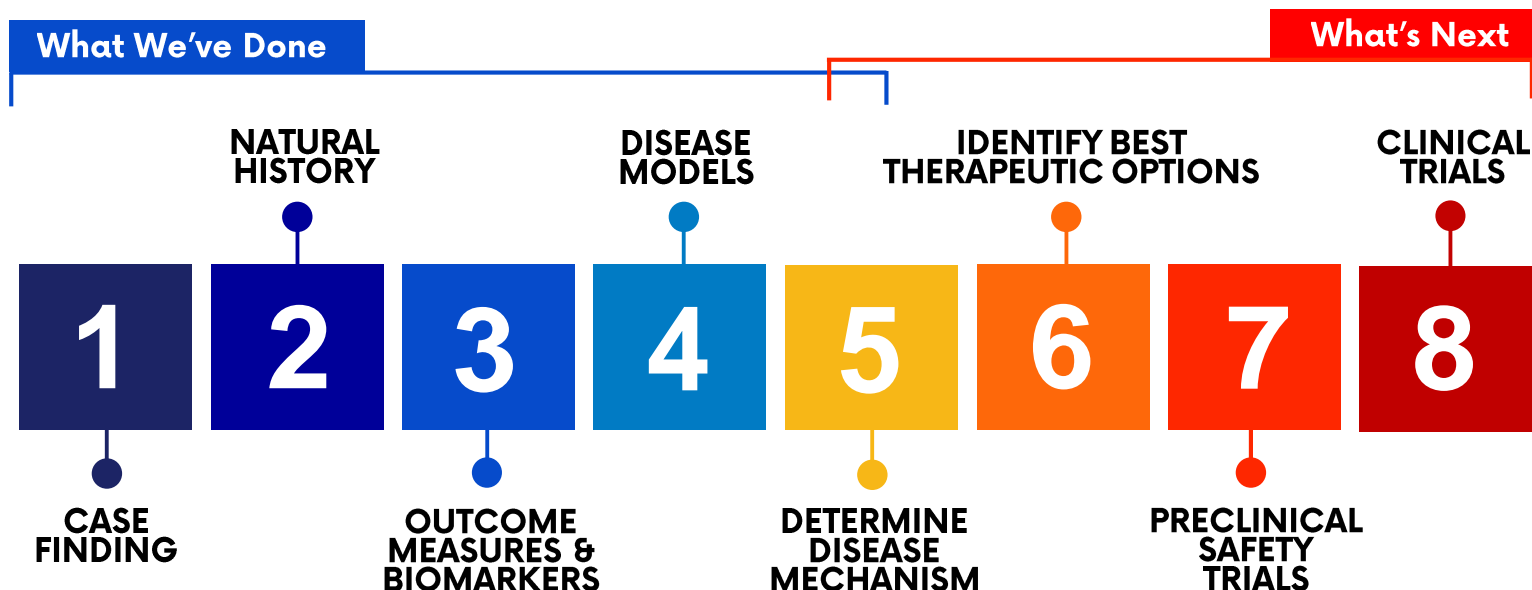 What We've Done
What's Next
NATURAL
HISTORY
DISEASE
MODELS
IDENTIFY BEST
THERAPEUTIC OPTIONS
CLINICAL
TRIALS
1
2
3
4
5
6
7
8
CASE
FINDING
OUTCOME
MEASURES &
BIOMARKERS
DETERMINE
DISEASE
MECHANISM
PRECLINICAL
SAFETY
TRIALS